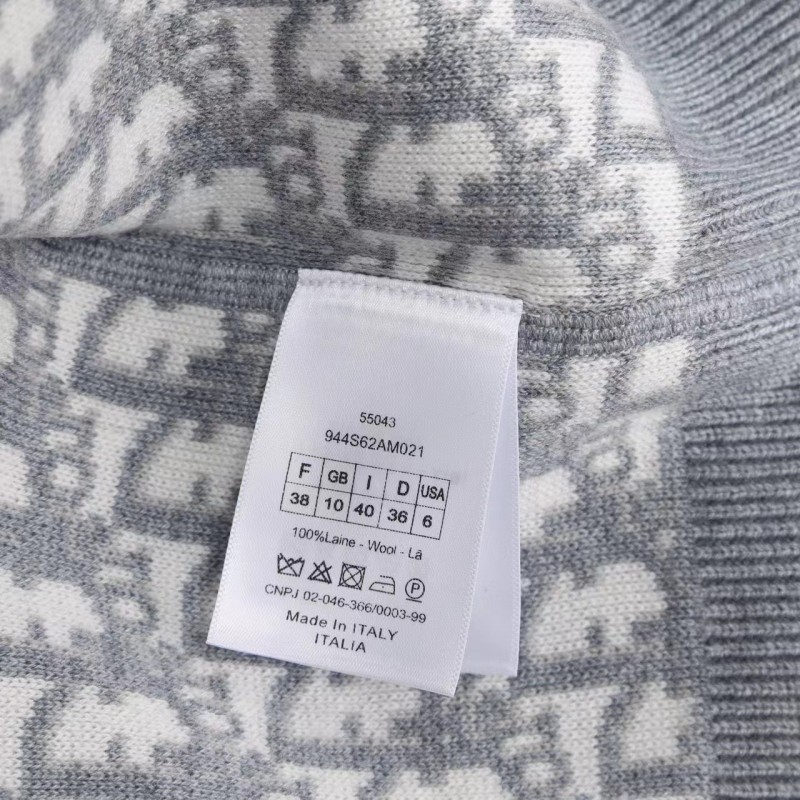 55043
944S62AM021
F GB I D USA
38 10 40 36 6
100%Laine - Wool - Lã
P
CNPJ 02-046-366/0003-99
Made In ITALY
ITALIA